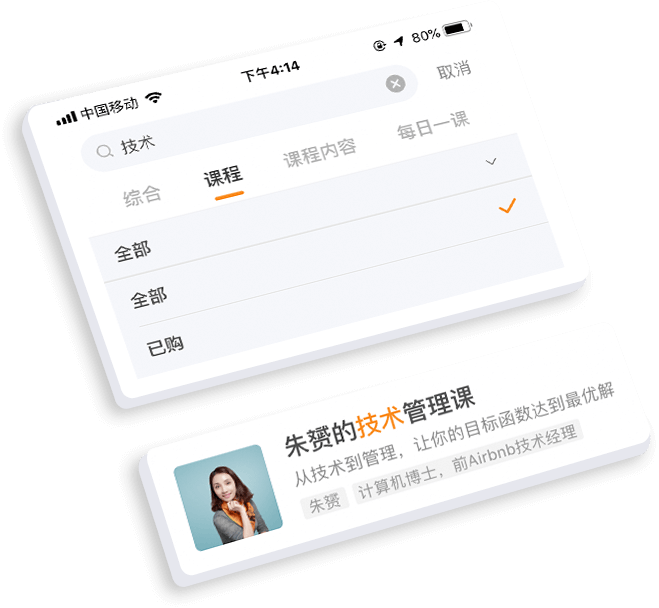 中国移动 下午4:14 80%
技术 取消
综合 课程 课程内容 每日一课
全部
全部
已购
朱赟的技术管理课
从技术到管理，让你的目标函数达到最优解
朱赟 计算机博士，前Airbnb技术经理